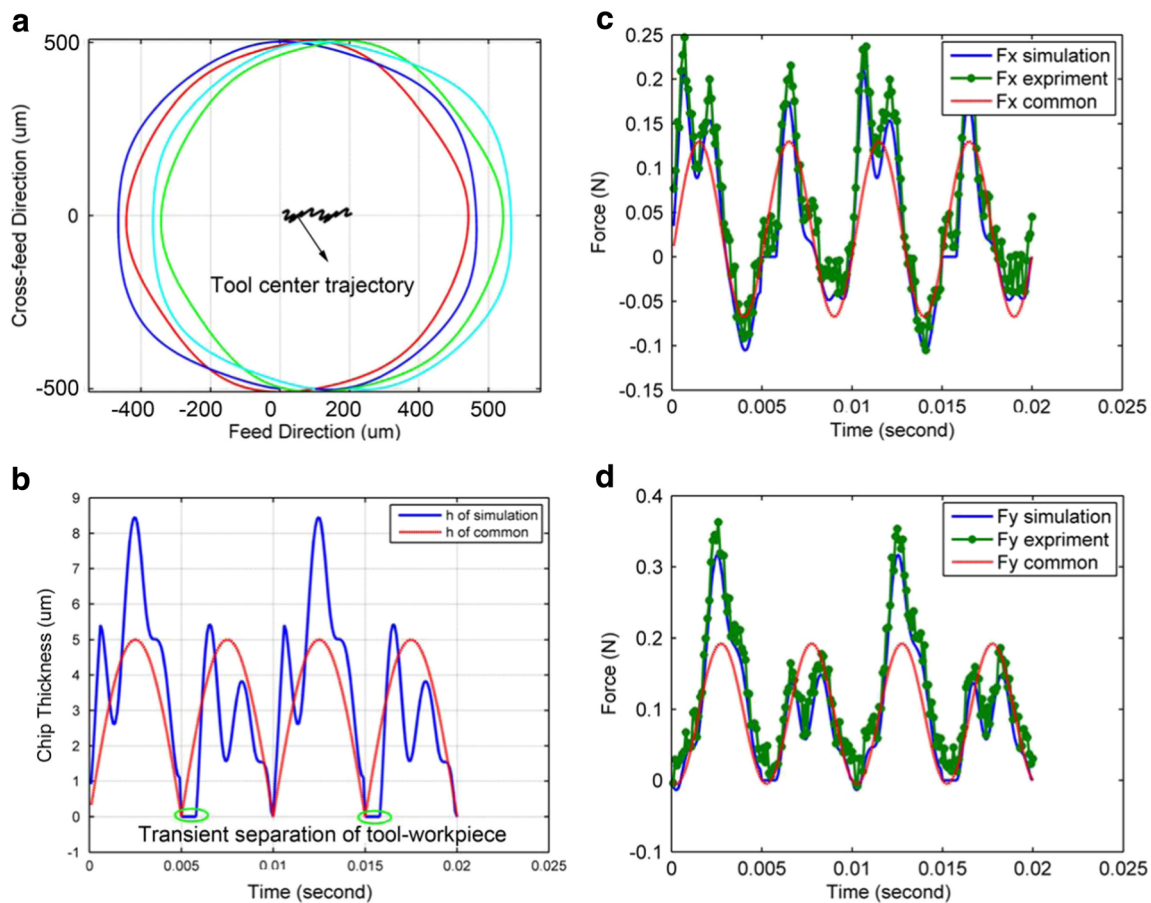 a
500
0
-500
Cross-feed Direction (um)
Tool center trajectory
-400
-200
0
200
400
500
Feed Direction (um)
b
9
8
7
6
5
4
3
2
1
0
-1
Chip Thickness (um)
h of simulation
h of common
Transient separation of tool-workpiece
0
0.005
0.01
0.015
0.02
0.025
Time (second)
c
0.25
0.20
0.15
0.10
0.05
0
-0.05
-0.1
-0.15
Force (N)
Fx simulation
Fx expriment
Fx common
0
0.005
0.01
0.015
0.02
0.025
Time (second)
d
0.4
0.3
0.2
0.1
0
-0.1
Force (N)
Fy simulation
Fy expriment
Fy common
0
0.005
0.01
0.015
0.02
0.025
Time (second)